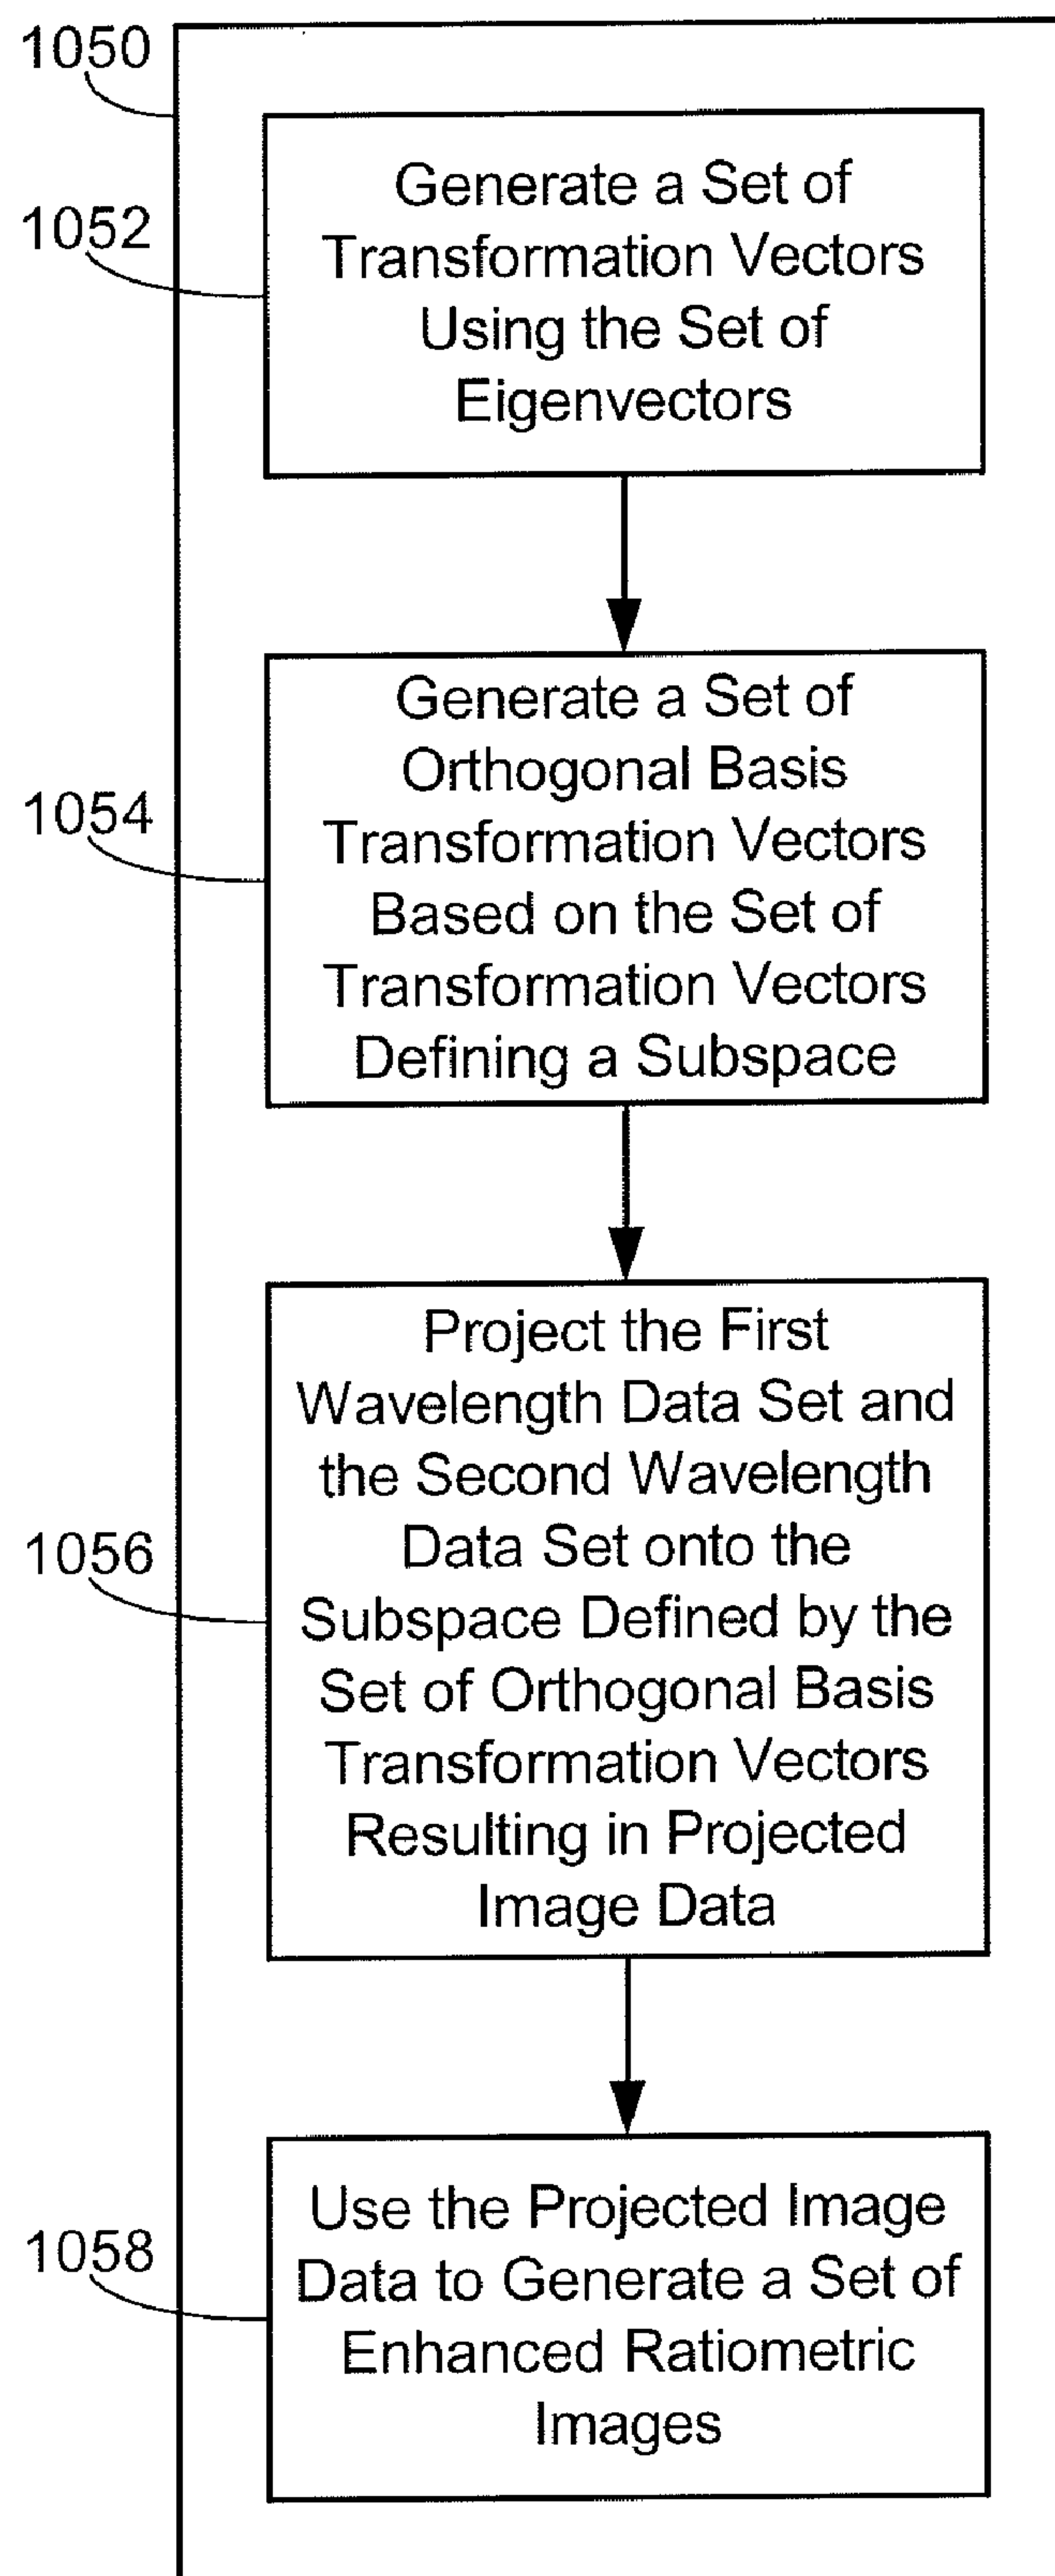 1050
1052
Generate a Set of
Transformation Vectors
Using the Set of
Eigenvectors
1054
Generate a Set of
Orthogonal Basis
Transformation Vectors
Based on the Set of
Transformation Vectors
Defining a Subspace
1056
Project the First
Wavelength Data Set and
the Second Wavelength
Data Set onto the
Subspace Defined by the
Set of Orthogonal Basis
Transformation Vectors
Resulting in Projected
Image Data
1058
Use the Projected Image
Data to Generate a Set of
Enhanced Ratiometric
Images